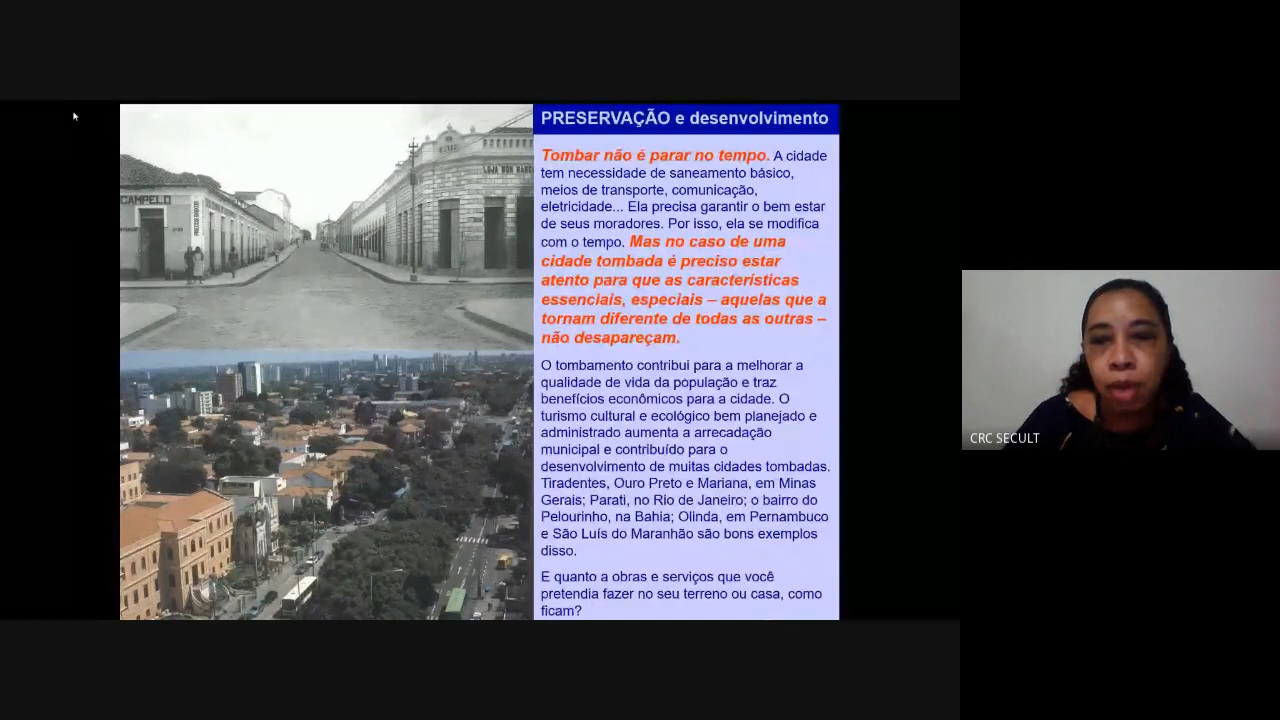 CAMPELO
LOJA DOS
PRESERVAÇÃO e desenvolvimento
Tombar não é parar no tempo. A cidade
tem necessidade de saneamento básico,
meios de transporte, comunicação,
eletricidade... Ela precisa garantir o bem estar
de seus moradores. Por isso, ela se modifica
com o tempo. Mas no caso de uma
cidade tombada é preciso estar
atento para que as características
essenciais, especiais – aquelas que a
tornam diferente de todas as outras –
não desapareçam.
O tombamento contribui para a melhorar a
qualidade de vida da população e traz
benefícios econômicos para a cidade. O
turismo cultural e ecológico bem planejado e
administrado aumenta a arrecadação
municipal e contribuído para o
desenvolvimento de muitas cidades tombadas.
Tiradentes, Ouro Preto e Mariana, em Minas
Gerais; Parati, no Rio de Janeiro; o bairro do
Pelourinho, na Bahia; Olinda, em Pernambuco
e São Luís do Maranhão são bons exemplos
disso.
E quanto a obras e serviços que você
pretendia fazer no seu terreno ou casa, como
ficam?
CRC SECULT